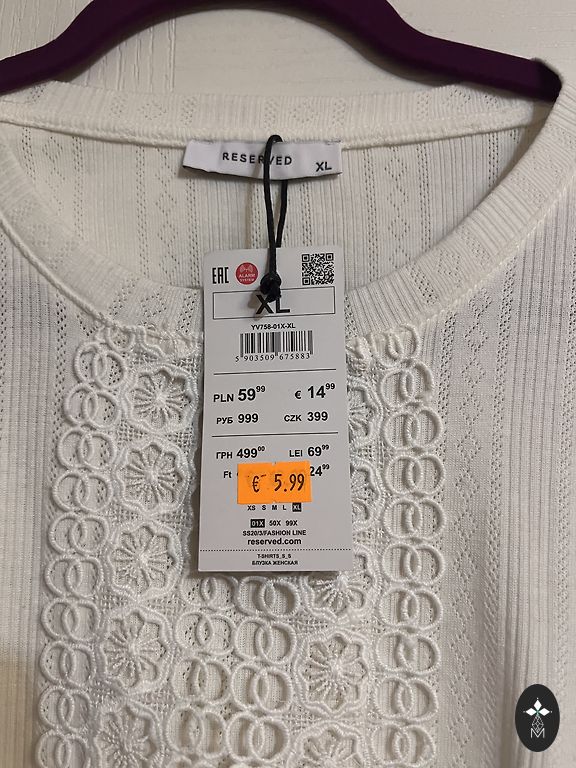 RESERVED
XL
EAC
ALARM
SYSTEM
XL
YV758-01X-XL
5 903509 675883
PLN 59⁹⁹ € 14⁹⁹
РУБ 999 CZK 399
ГРН 499⁰⁰ LEI 69⁹⁹
Ft 24⁹⁹
€ 5.99
XS S M L XL
01X 50X 99X
SS20/3/FASHION LINE
reserved.com
T-SHIRTS_S_S
БЛУЗКА ЖЕНСКАЯ